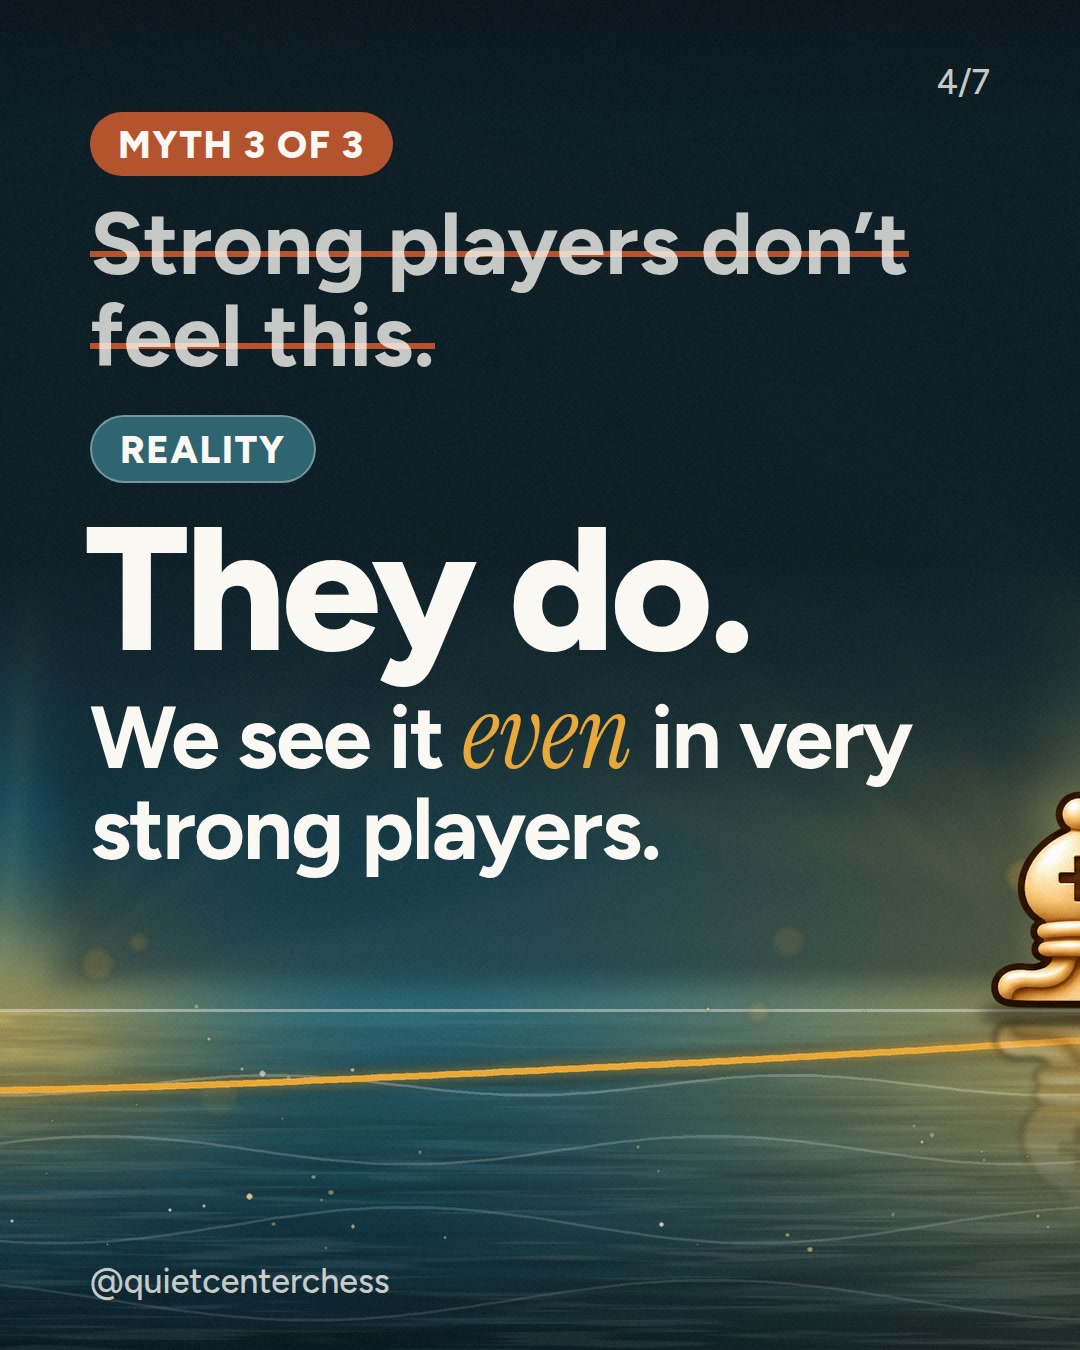 4/7
MYTH 3 OF 3
Strong players don’t
feel this.
REALITY
They do.
We see it even in very
strong players.
@quietcenterchess